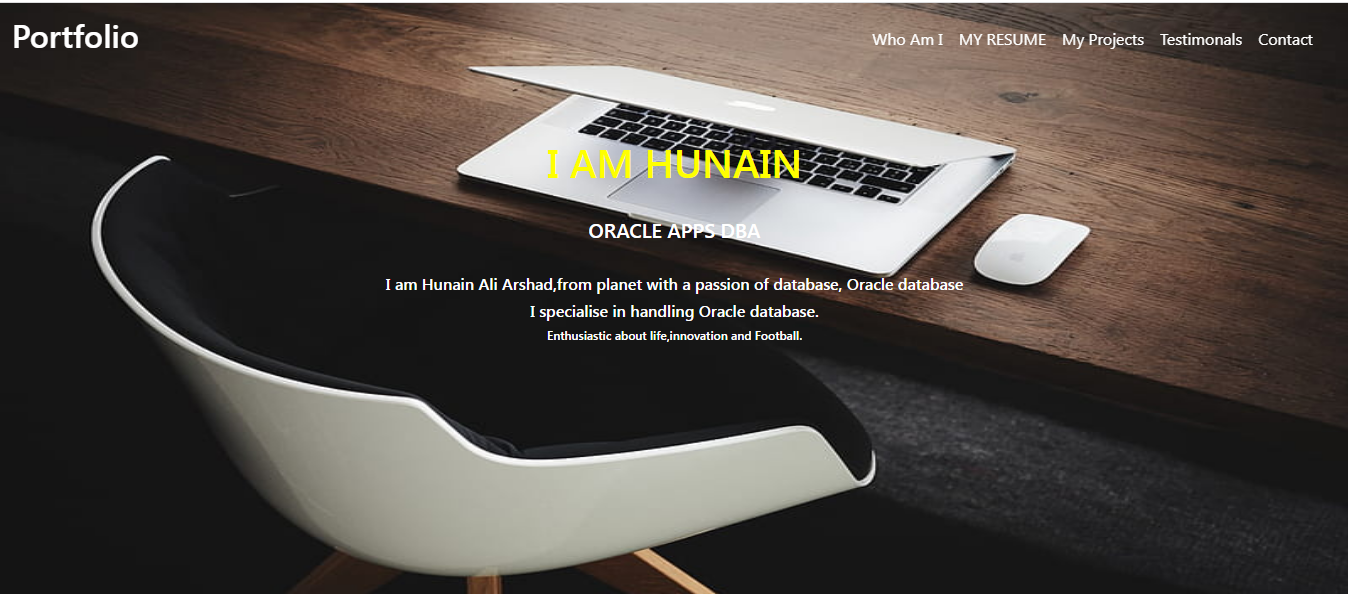 Portfolio
Who Am I MY RESUME My Projects Testimonals Contact
I AM HUNAIN
ORACLE APPS DBA
I am Hunain Ali Arshad,from planet with a passion of database, Oracle database
I specialise in handling Oracle database.
Enthusiastic about life,innovation and Football.